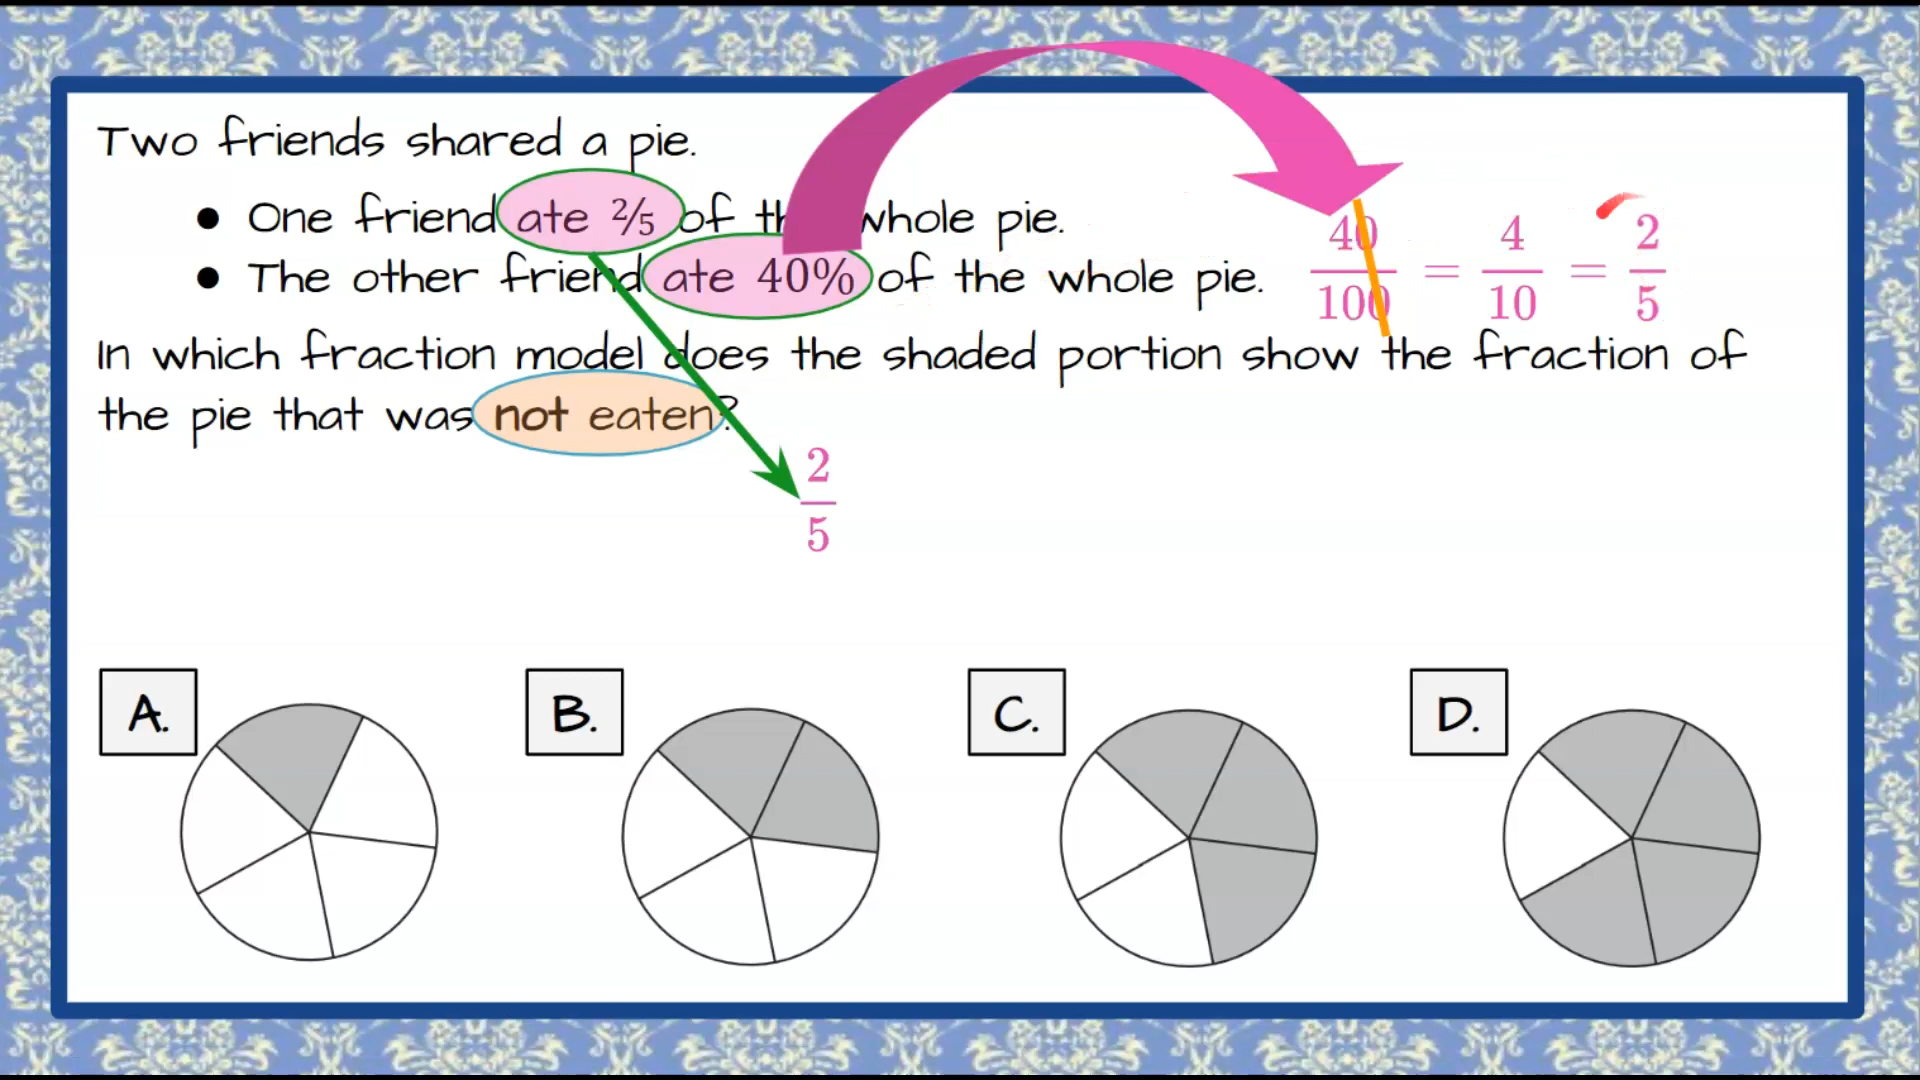 Two friends shared a pie.
● One friend ate ⅖ of th whole pie.
● The other friend ate 40% of the whole pie.
40/100 = 4/10 = 2/5
In which fraction model does the shaded portion show the fraction of
the pie that was not eaten?
2/5
A.
B.
C.
D.